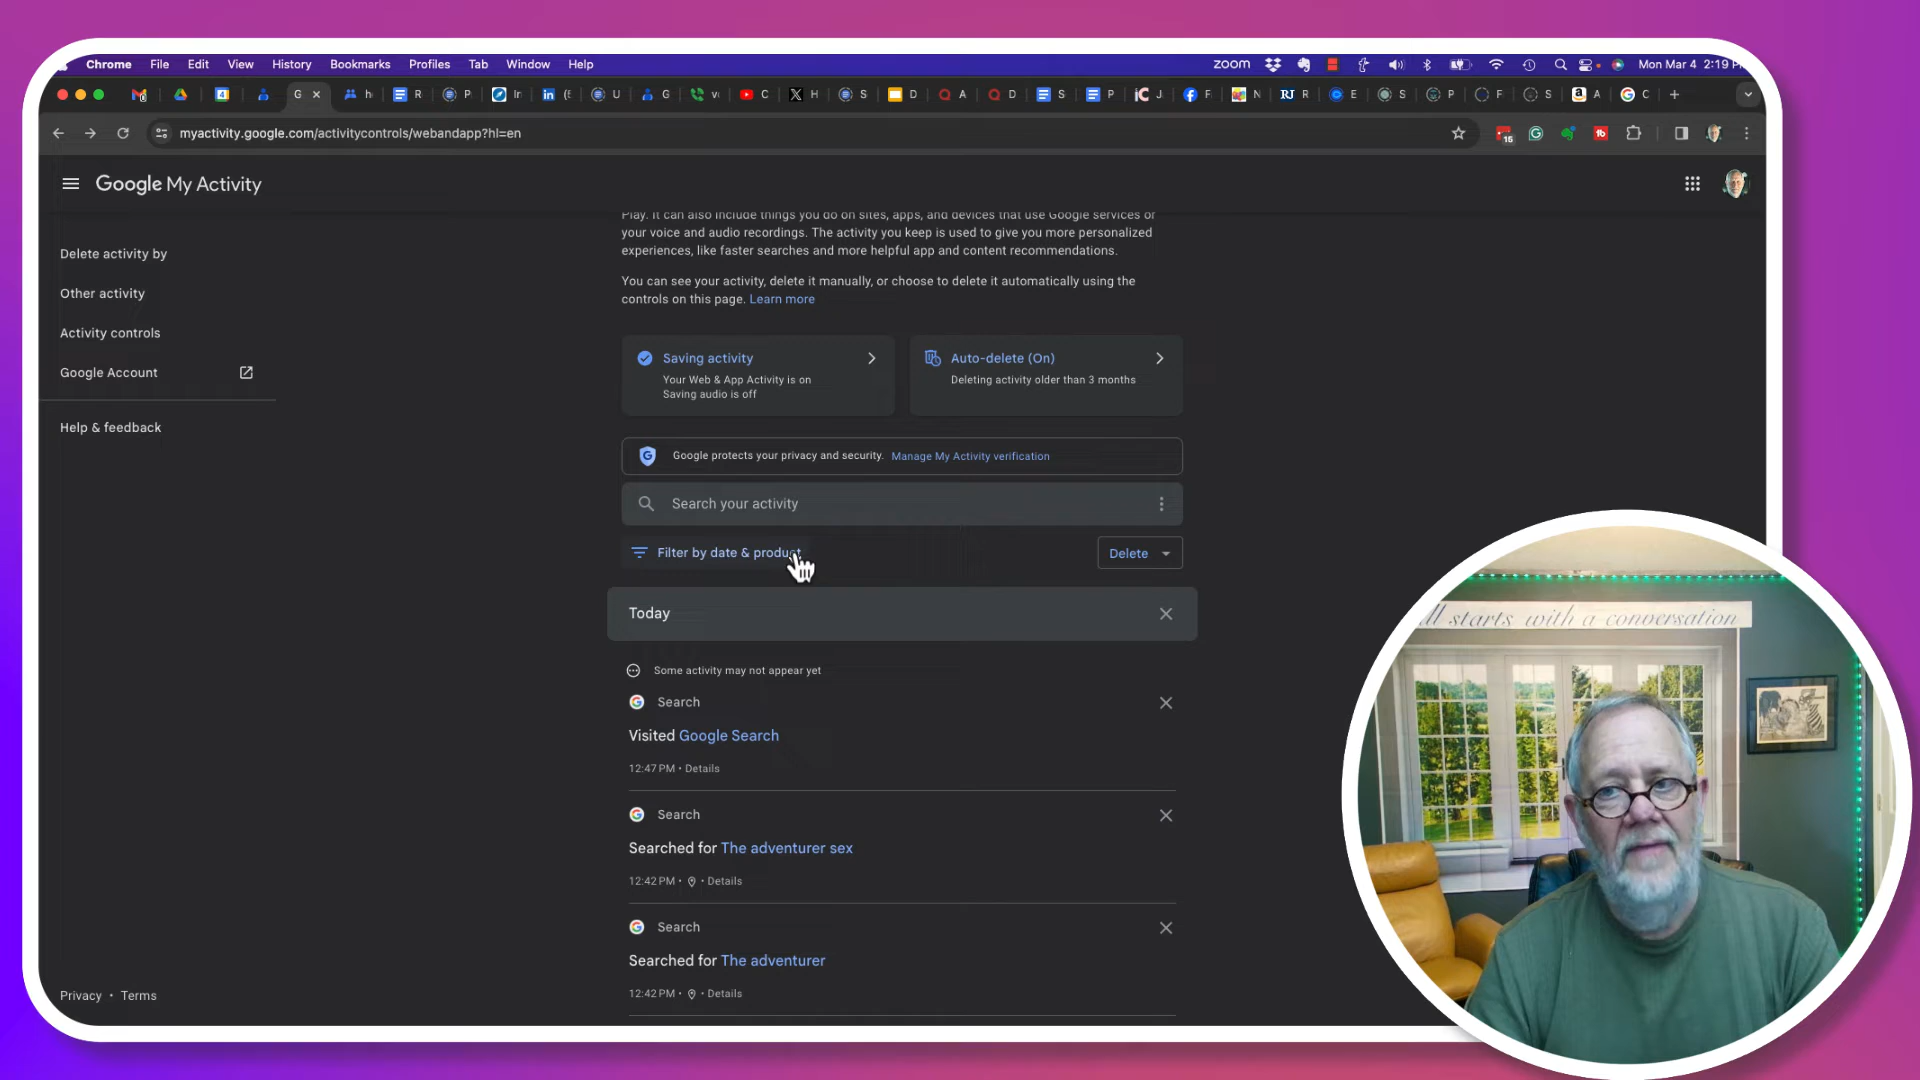 Chrome File Edit View History Bookmarks Profiles Tab Window Help zoom Mon Mar 4 2:19
G
myactivity.google.com/activitycontrols/webandapp?hl=en
15
Google My Activity
Play. It can also include things you do on sites, apps, and devices that use Google services or
your voice and audio recordings. The activity you keep is used to give you more personalized
experiences, like faster searches and more helpful app and content recommendations.
Delete activity by
Other activity
Activity controls
Google Account
Help & feedback
You can see your activity, delete it manually, or choose to delete it automatically using the
controls on this page. Learn more
Saving activity
Your Web & App Activity is on
Saving audio is off
Auto-delete (On)
Deleting activity older than 3 months
Google protects your privacy and security. Manage My Activity verification
Search your activity
Filter by date & product
Delete
Today
Some activity may not appear yet
Search
Visited Google Search
12:47 PM • Details
Search
Searched for The adventurer sex
12:42 PM • Details
Search
Searched for The adventurer
12:42 PM • Details
Privacy • Terms
ll starts with a conversation